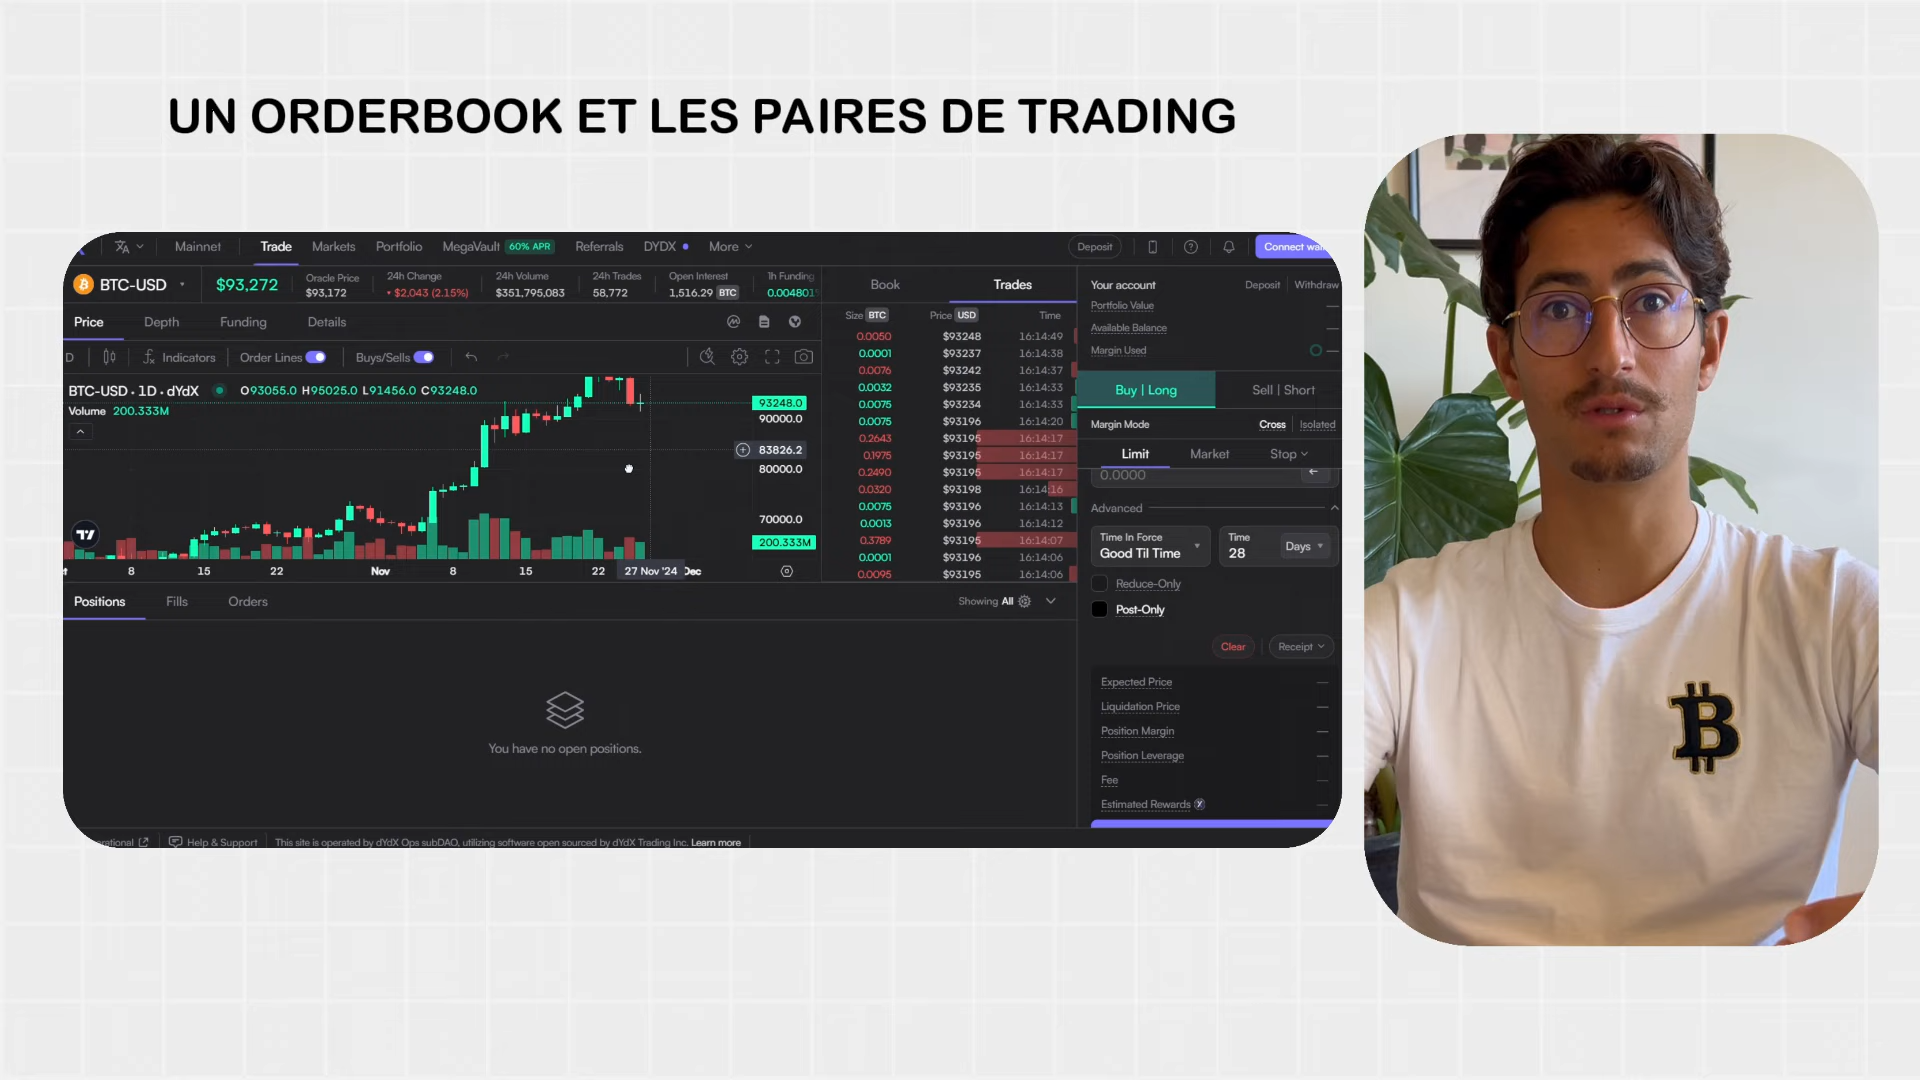 UN ORDERBOOK ET LES PAIRES DE TRADING
Mainnet Trade Markets Portfolio MegaVault 60% APR Referrals DYDX More Deposit Connect
BTC-USD $93,272
Oracle Price $93,172
24h Change $2,043 (2.15%)
24h Volume $351,795,083
24h Trades 58,772
Open Interest 1,516.29 BTC
1h Funding
Price Depth Funding Details
D Indicators Order Lines Buys/Sells
BTC-USD · 1D · dYdX O93055.0 H95025.0 L91456.0 C93248.0
Volume 200.333M
93248.0
90000.0
83826.2
80000.0
70000.0
200.333M
8 15 22 Nov 8 15 22 27 Nov '24 Dec
Book Trades
Size BTC Price USD Time
0.0050 $93248 16:14:49
0.0001 $93237 16:14:38
0.0076 $93242 16:14:37
0.0032 $93235 16:14:33
0.0075 $93234 16:14:33
0.0075 $93196 16:14:20
0.2643 $93195 16:14:17
0.1975 $93195 16:14:17
0.2490 $93195 16:14:17
0.0320 $93198 16:14:16
0.0075 $93196 16:14:13
0.0013 $93196 16:14:12
0.3789 $93195 16:14:07
0.0001 $93196 16:14:06
0.0095 $93195 16:14:06
Your account Deposit Withdraw
Portfolio Value
Available Balance
Margin Used
Buy | Long Sell | Short
Margin Mode Cross Isolated
Limit Market Stop
0.0000
Advanced
Time In Force
Good Til Time
Time
28 Days
Reduce-Only
Post-Only
Clear Receipt
Expected Price
Liquidation Price
Position Margin
Position Leverage
Fee
Estimated Rewards
Positions Fills Orders Showing All
You have no open positions.
Help & Support This site is operated by dYdX Ops subDAO, utilizing software open sourced by dYdX Trading Inc. Learn more